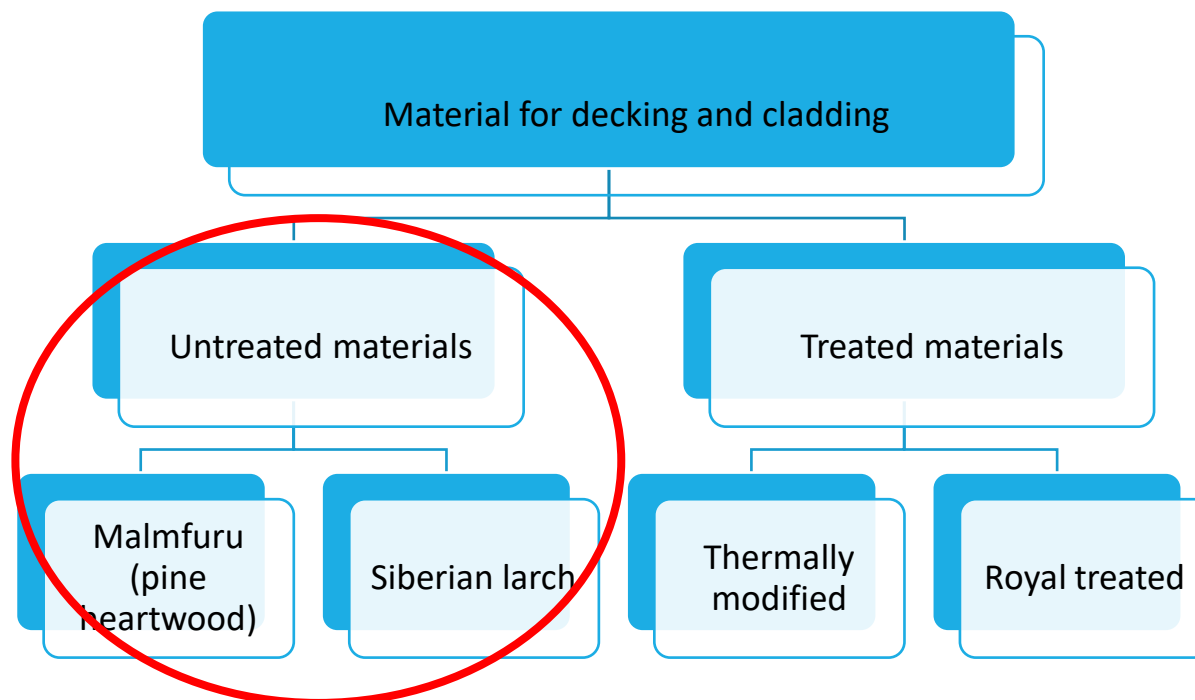 Material for decking and cladding
Untreated materials
Treated materials
Malmfuru
(pine
heartwood)
Siberian larch
Thermally
modified
Royal treated